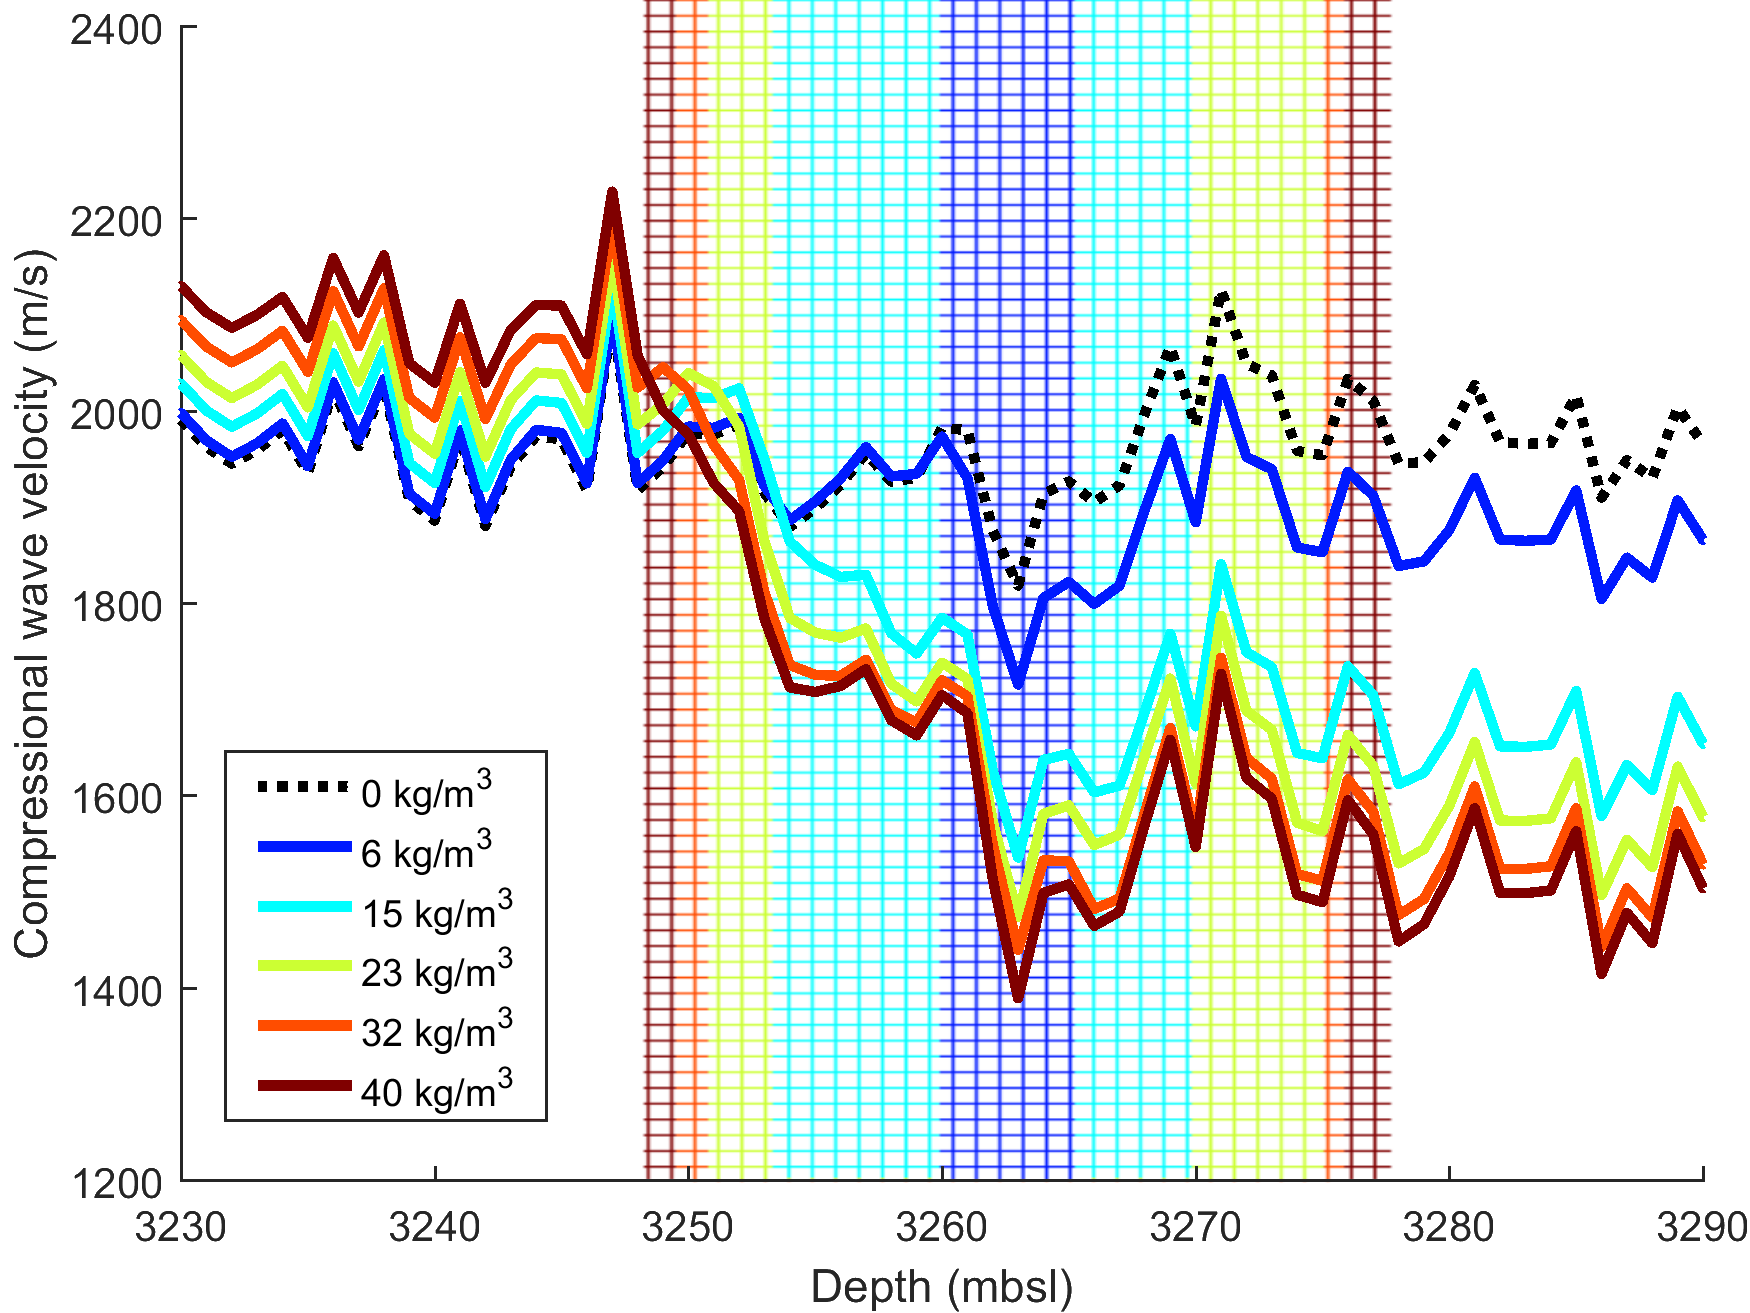 2400
2200
2000
1800
1600
1400
1200
Compressional wave velocity (m/s)
0 kg/m³
6 kg/m³
15 kg/m³
23 kg/m³
32 kg/m³
40 kg/m³
3230 3240 3250 3260 3270 3280 3290
Depth (mbsl)